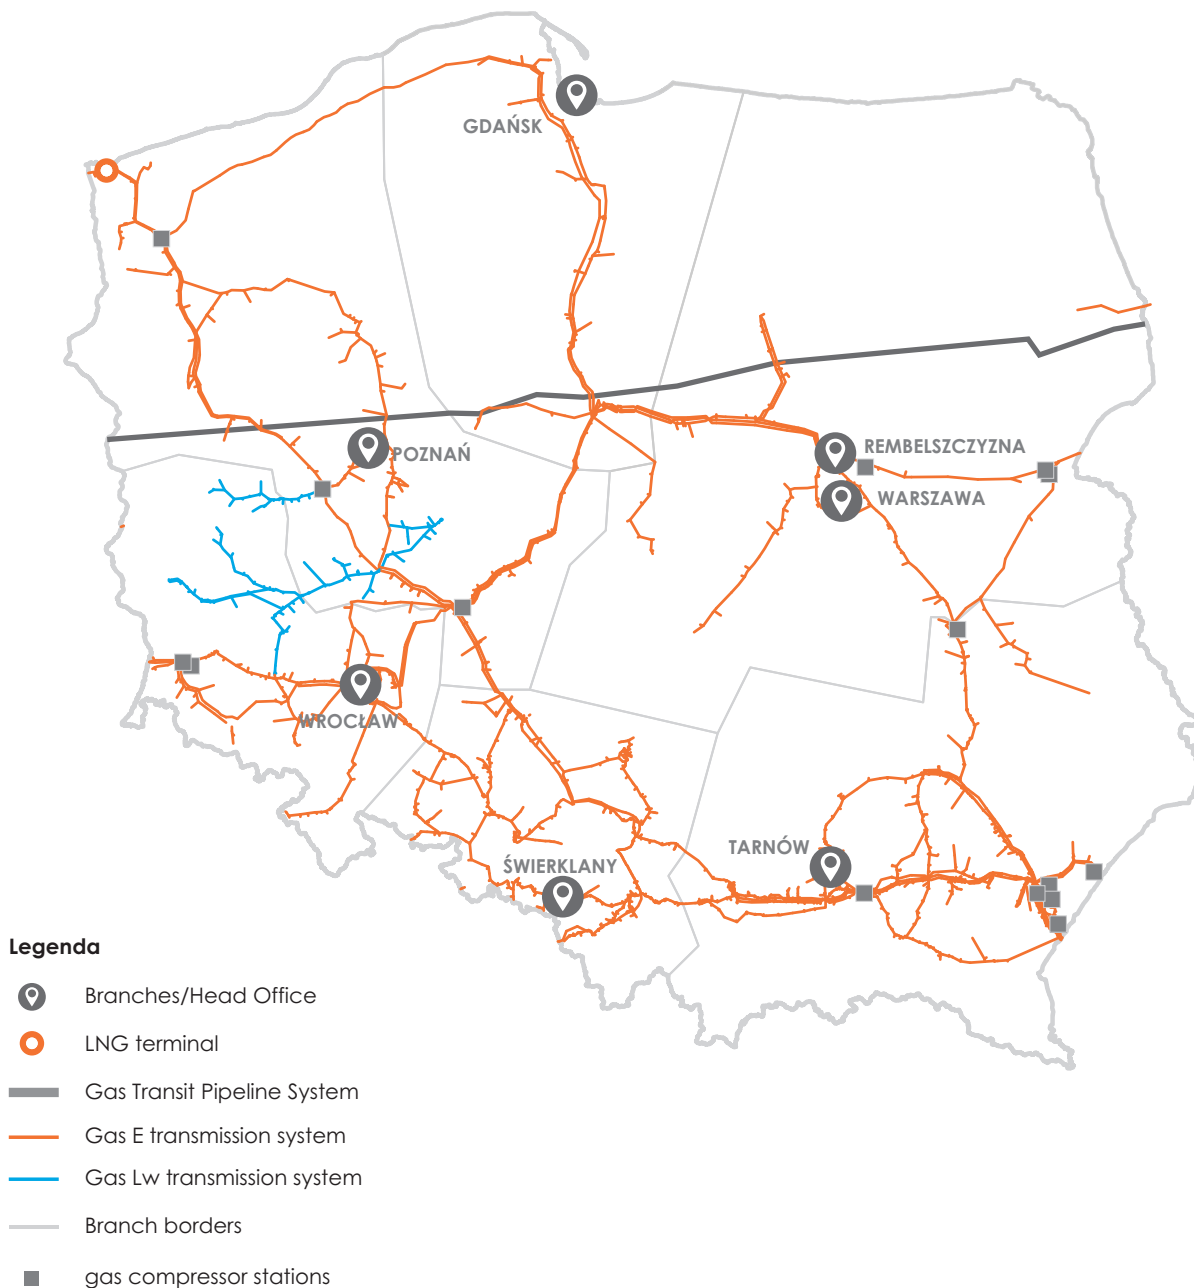 GDAŃSK
POZNAŃ
REMBELSZCZYZNA
WARSZAWA
WROCŁAW
TARNÓW
ŚWIERKLANY
Legenda
Branches/Head Office
LNG terminal
Gas Transit Pipeline System
Gas E transmission system
Gas Lw transmission system
Branch borders
gas compressor stations